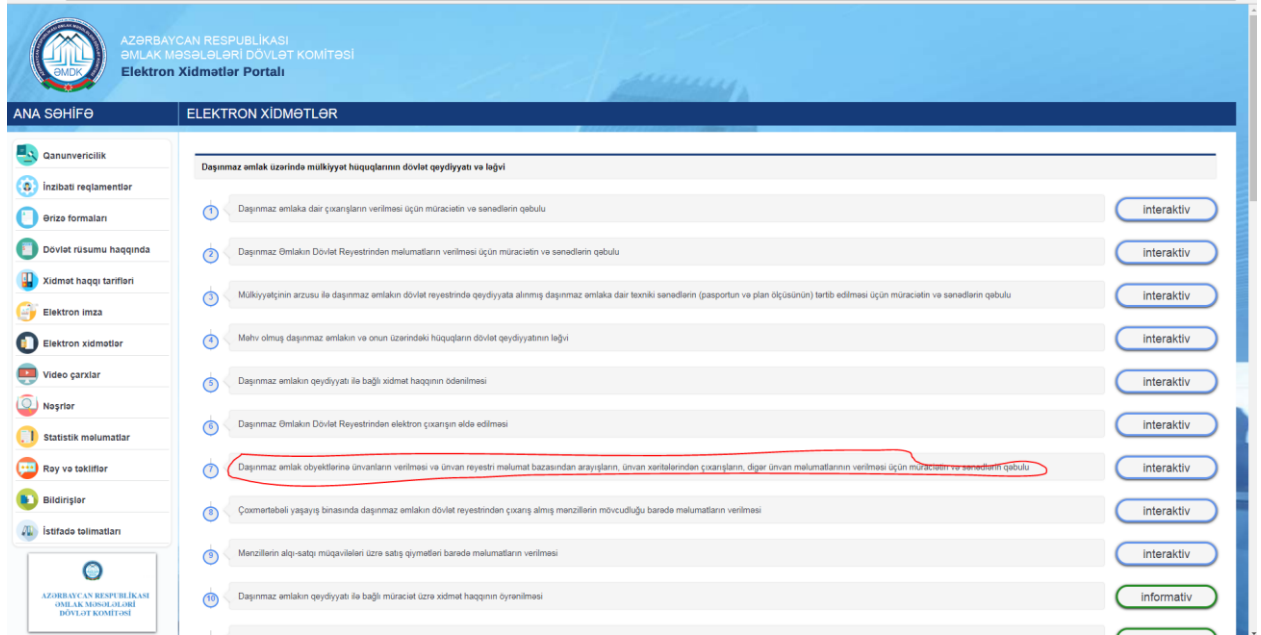 AZƏRBAYCAN RESPUBLİKASI
ƏMLAK MƏSƏLƏLƏRİ DÖVLƏT KOMİTƏSİ
Elektron Xidmətlər Portalı
ƏMDK
ANA SƏHİFƏ
ELEKTRON XİDMƏTLƏR
Qanunvericilik
İnzibati reqlamentlər
Ərizə formaları
Dövlət rüsumu haqqında
Xidmət haqqı tarifləri
Elektron imza
Elektron xidmətlər
Video çarxlar
Nəşrlər
Statistik məlumatlar
Rəy və təkliflər
Bildirişlər
İstifadə təlimatları
AZƏRBAYCAN RESPUBLİKASI
ƏMLAK MƏSƏLƏLƏRİ
DÖVLƏT KOMİTƏSİ
Daşınmaz əmlak üzərində mülkiyyət hüquqlarının dövlət qeydiyyatı və ləğvi
1 Daşınmaz əmlaka dair çıxarışların verilməsi üçün müraciətin və sənədlərin qəbulu interaktiv
2 Daşınmaz Əmlakın Dövlət Reyestrindən məlumatların verilməsi üçün müraciətin və sənədlərin qəbulu interaktiv
3 Mülkiyyətçinin arzusu ilə daşınmaz əmlakın dövlət reyestrində qeydiyyata alınmış daşınmaz əmlaka dair texniki sənədlərin (pasportun və plan ölçüsünün) tərtib edilməsi üçün müraciətin və sənədlərin qəbulu interaktiv
4 Məhv olmuş daşınmaz əmlakın və onun üzərindəki hüquqların dövlət qeydiyyatının ləğvi interaktiv
5 Daşınmaz əmlakın qeydiyyatı ilə bağlı xidmət haqqının ödənilməsi interaktiv
6 Daşınmaz Əmlakın Dövlət Reyestrindən elektron çıxarışın əldə edilməsi interaktiv
7 Daşınmaz əmlak obyektlərinə ünvanların verilməsi və ünvan reyestri məlumat bazasından arayışların, ünvan xəritələrindən çıxarışların, digər ünvan məlumatlarının verilməsi üçün müraciətin və sənədlərin qəbulu interaktiv
8 Çoxmərtəbəli yaşayış binasında daşınmaz əmlakın dövlət reyestrindən çıxarış almış mənzillərin mövcudluğu barədə məlumatların verilməsi interaktiv
9 Mənzillərin alqı-satqı müqavilələri üzrə satış qiymətləri barədə məlumatların verilməsi interaktiv
10 Daşınmaz əmlakın qeydiyyatı ilə bağlı müraciət üzrə xidmət haqqının öyrənilməsi informativ